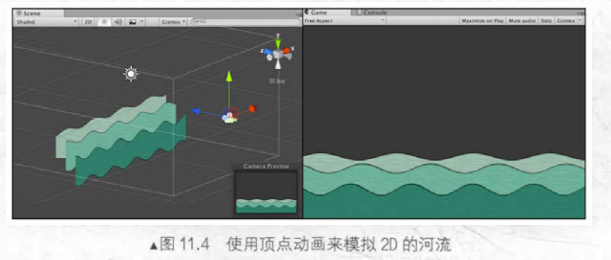 Scene
Shaded
2D
Gizmos
y
x
z
Camera Preview
Game
Console
Free Aspect
Maximize on Play
Mute audio
Stats
Gizmos
▲图 11.4 使用顶点动画来模拟 2D 的河流